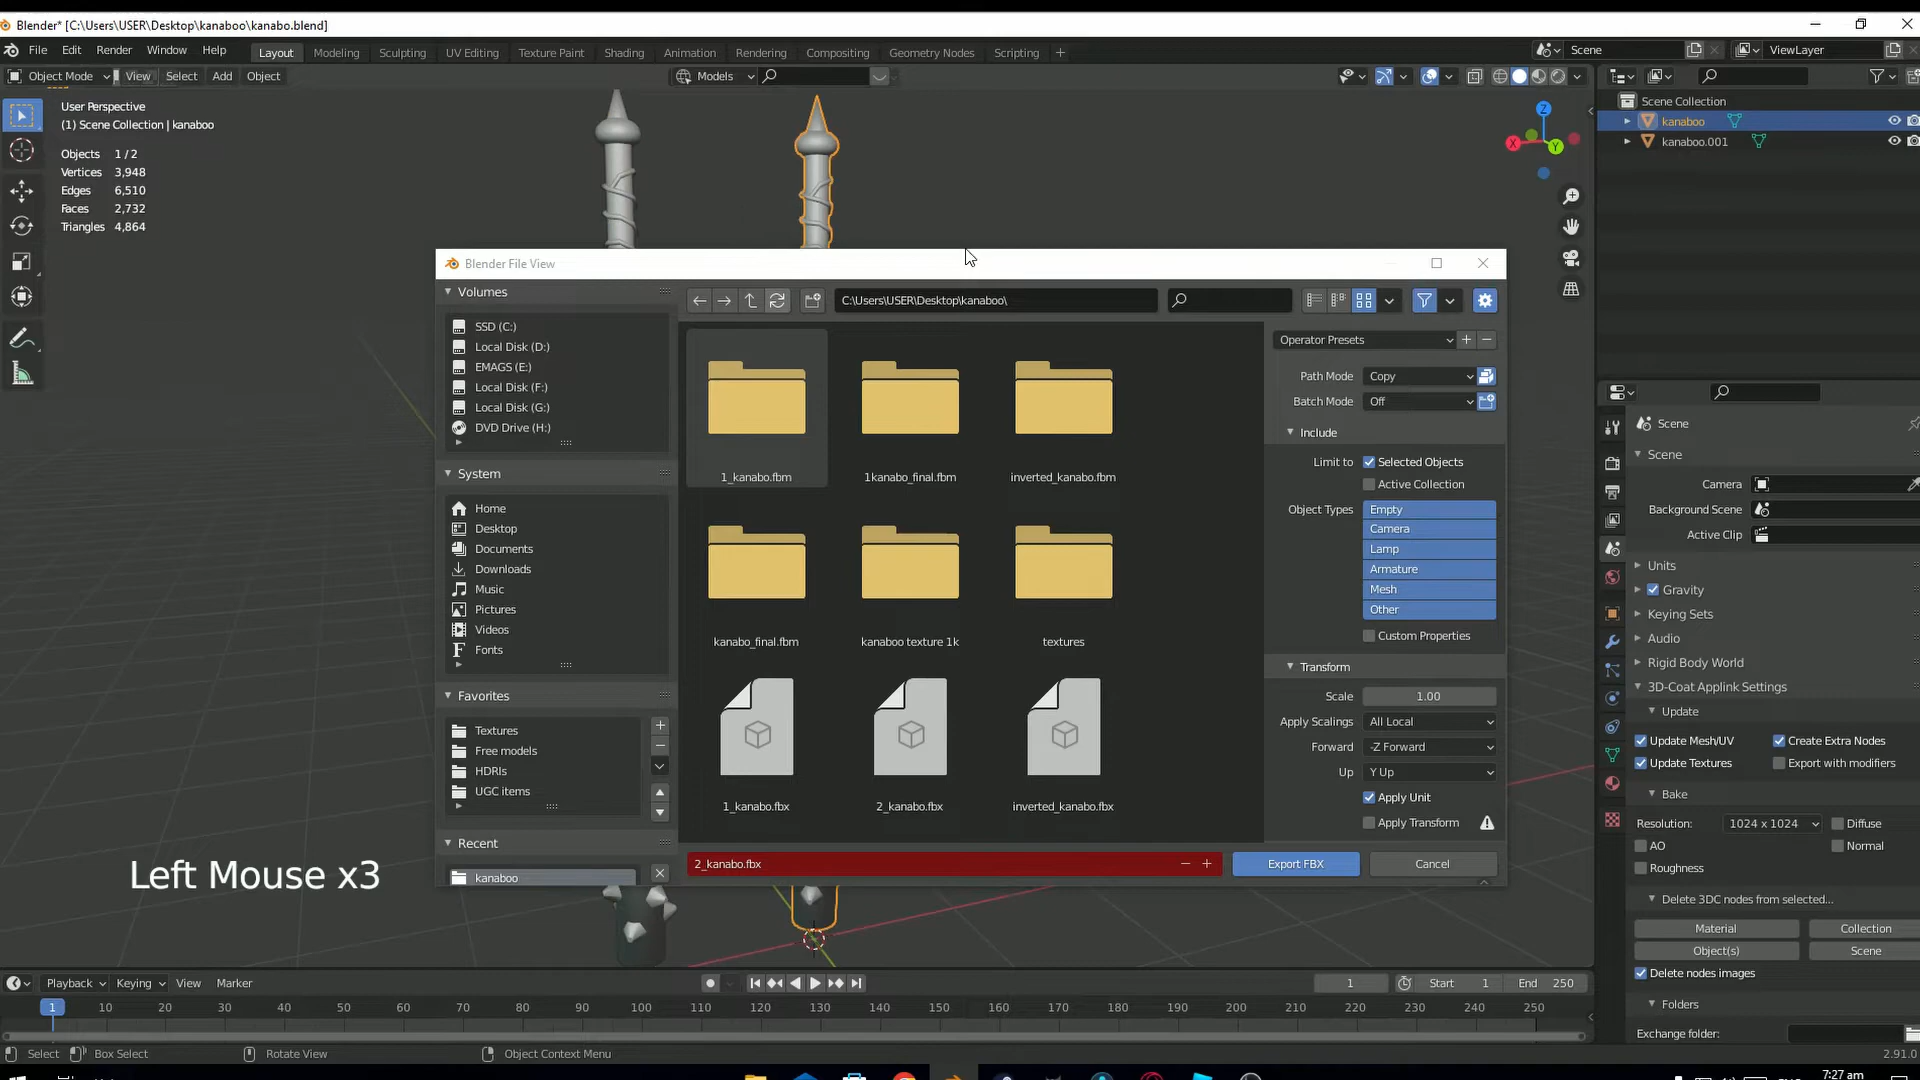 Blender* [C:\Users\USER\Desktop\kanaboo\kanabo.blend]
File Edit Render Window Help
Layout Modeling Sculpting UV Editing Texture Paint Shading Animation Rendering Compositing Geometry Nodes Scripting +
Scene
ViewLayer
Object Mode View Select Add Object
Models
User Perspective
(1) Scene Collection | kanaboo
Objects 1 / 2
Vertices 3,948
Edges 6,510
Faces 2,732
Triangles 4,864
Z
X
Y
Scene Collection
kanaboo
kanaboo.001
Blender File View
Volumes
SSD (C:)
Local Disk (D:)
EMAGS (E:)
Local Disk (F:)
Local Disk (G:)
DVD Drive (H:)
System
Home
Desktop
Documents
Downloads
Music
Pictures
Videos
Fonts
Favorites
Textures
Free models
HDRIs
UGC items
Recent
kanaboo
C:\Users\USER\Desktop\kanaboo\
1_kanabo.fbm
1kanabo_final.fbm
inverted_kanabo.fbm
kanabo_final.fbm
kanaboo texture 1k
textures
1_kanabo.fbx
2_kanabo.fbx
inverted_kanabo.fbx
2_kanabo.fbx
Export FBX
Cancel
Operator Presets
Path Mode Copy
Batch Mode Off
Include
Limit to Selected Objects
Active Collection
Object Types Empty
Camera
Lamp
Armature
Mesh
Other
Custom Properties
Transform
Scale 1.00
Apply Scalings All Local
Forward -Z Forward
Up Y Up
Apply Unit
Apply Transform
Scene
Scene
Camera
Background Scene
Active Clip
Units
Gravity
Keying Sets
Audio
Rigid Body World
3D-Coat Applink Settings
Update
Update Mesh/UV Create Extra Nodes
Update Textures Export with modifiers
Bake
Resolution: 1024 x 1024 Diffuse
AO Normal
Roughness
Delete 3DC nodes from selected...
Material Collection
Object(s) Scene
Delete nodes images
Folders
Exchange folder:
Left Mouse x3
Playback Keying View Marker
1 Start 1 End 250
1 10 20 30 40 50 60 70 80 90 100 110 120 130 140 150 160 170 180 190 200 210 220 230 240 250
Select Box Select Rotate View Object Context Menu
2.91.0
7:27 am